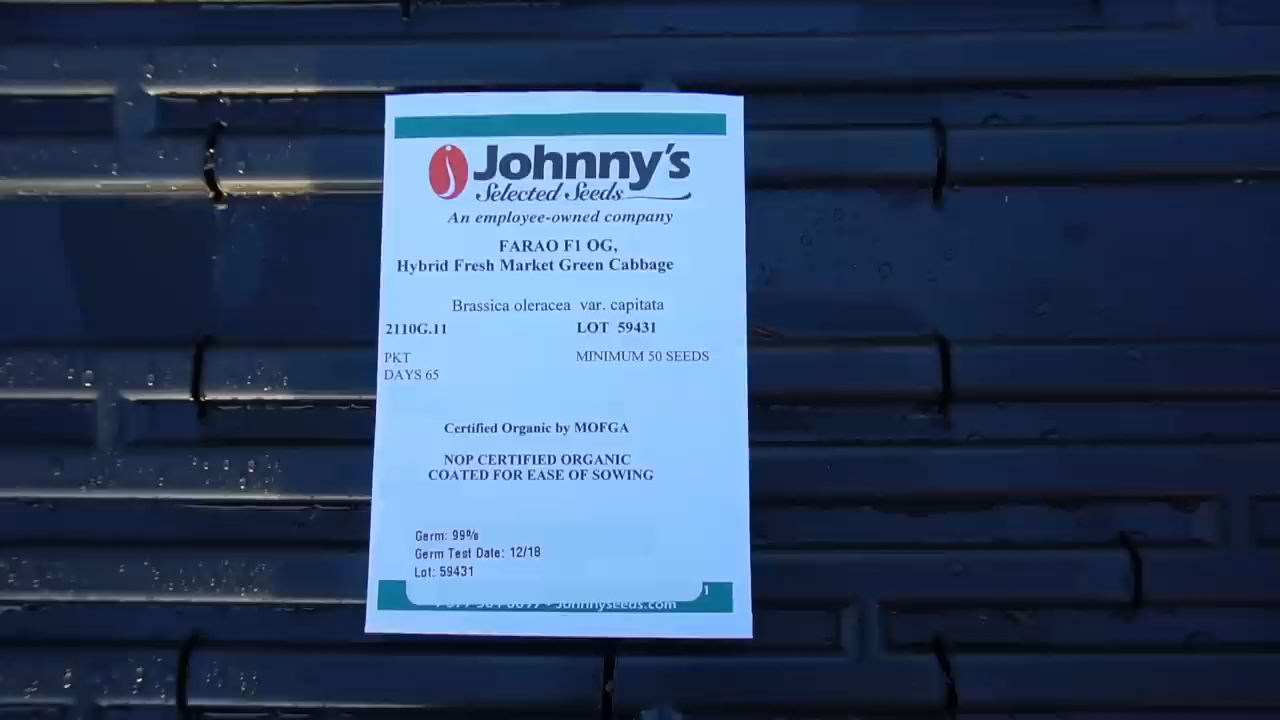 Johnny's
Selected Seeds
An employee-owned company
FARAO F1 OG,
Hybrid Fresh Market Green Cabbage
Brassica oleracea var. capitata
2110G.11 LOT 59431
PKT MINIMUM 50 SEEDS
DAYS 65
Certified Organic by MOFGA
NOP CERTIFIED ORGANIC
COATED FOR EASE OF SOWING
Germ: 99%
Germ Test Date: 12/18
Lot: 59431
1
Johnnyseeds.com